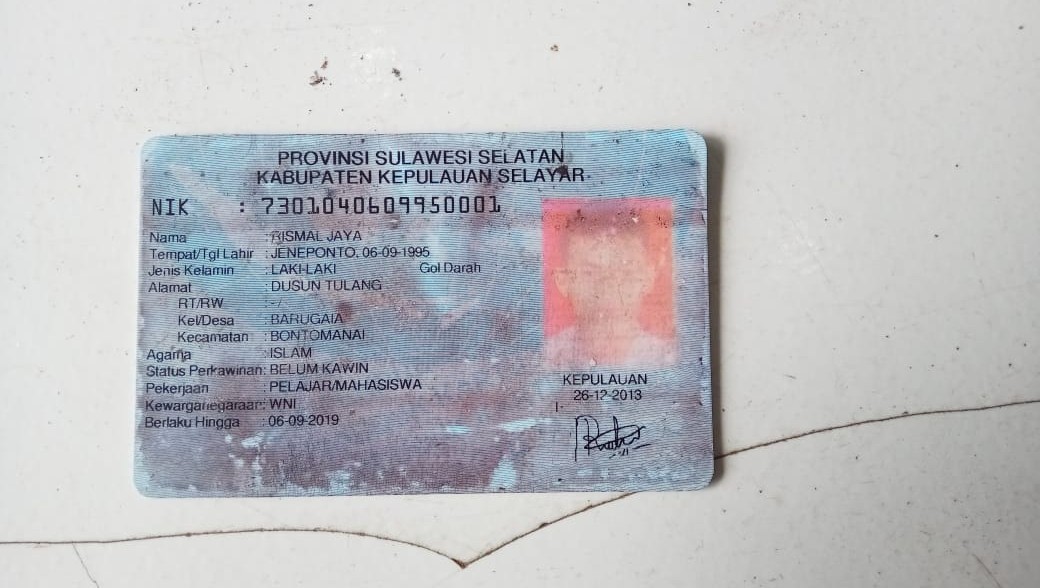 PROVINSI SULAWESI SELATAN
KABUPATEN KEPULAUAN SELAYAR
NIK : 7301040609950001
Nama : RISMAL JAYA
Tempat/Tgl Lahir : JENEPONTO, 06-09-1995
Jenis Kelamin : LAKI-LAKI Gol Darah
Alamat : DUSUN TULANG
RT/RW : -/
Kel/Desa : BARUGAIA
Kecamatan : BONTOMANAI
Agama : ISLAM
Status Perkawinan: BELUM KAWIN
Pekerjaan : PELAJAR/MAHASISWA
Kewarganegaraan: WNI
Berlaku Hingga : 06-09-2019
KEPULAUAN
26-12-2013